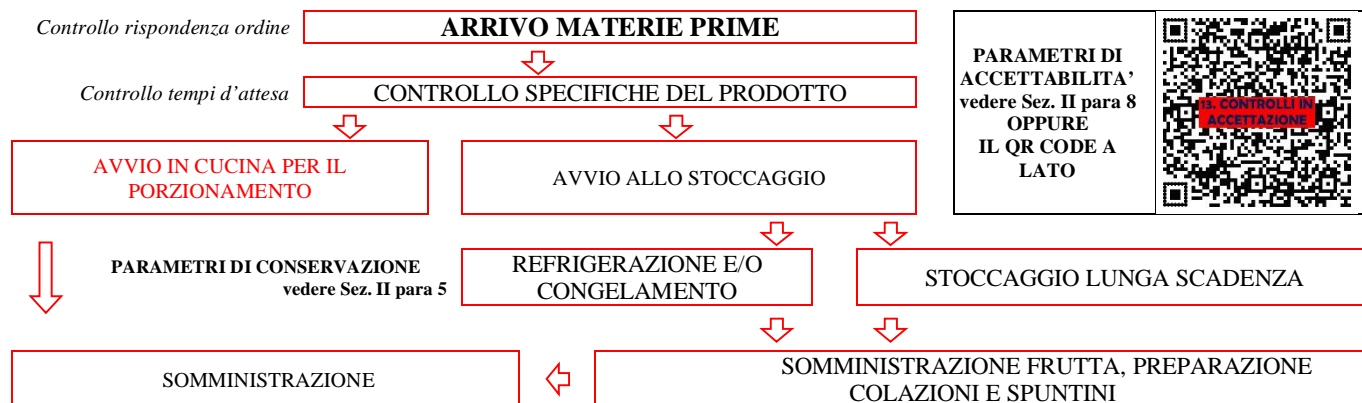 Controllo rispondenza ordine
ARRIVO MATERIE PRIME
PARAMETRI DI
ACCETTABILITA’
vedere Sez. II para 8
OPPURE
IL QR CODE A
LATO
13. CONTROLLI IN
ACCETTAZIONE
Controllo tempi d’attesa
CONTROLLO SPECIFICHE DEL PRODOTTO
AVVIO IN CUCINA PER IL
PORZIONAMENTO
AVVIO ALLO STOCCAGGIO
PARAMETRI DI CONSERVAZIONE
vedere Sez. II para 5
REFRIGERAZIONE E/O
CONGELAMENTO
STOCCAGGIO LUNGA SCADENZA
SOMMINISTRAZIONE
SOMMINISTRAZIONE FRUTTA, PREPARAZIONE
COLAZIONI E SPUNTINI